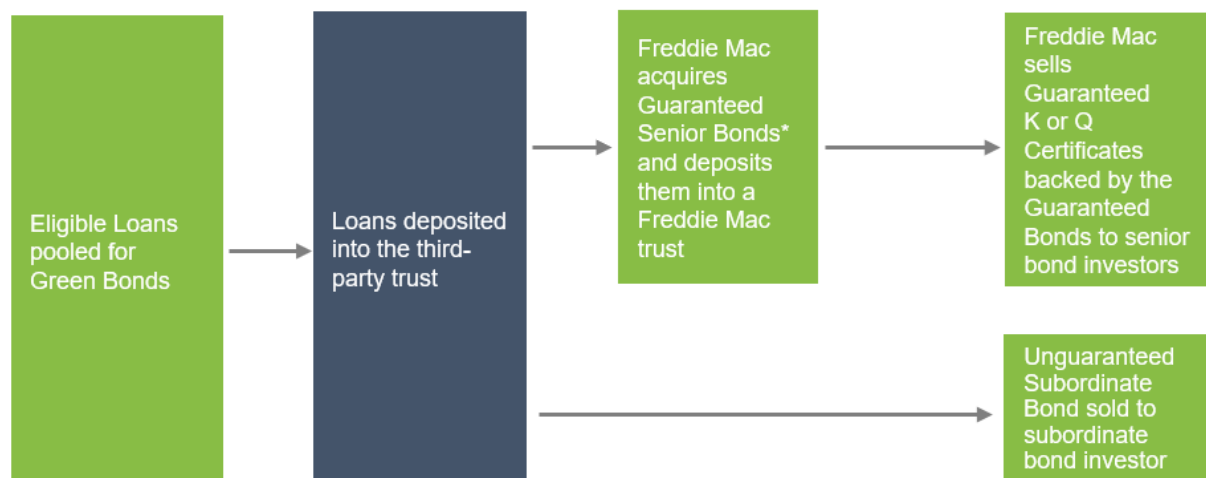 Eligible Loans
pooled for
Green Bonds
Loans deposited
into the third-
party trust
Freddie Mac
acquires
Guaranteed
Senior Bonds*
and deposits
them into a
Freddie Mac
trust
Freddie Mac
sells
Guaranteed
K or Q
Certificates
backed by the
Guaranteed
Bonds to senior
bond investors
Unguaranteed
Subordinate
Bond sold to
subordinate
bond investor